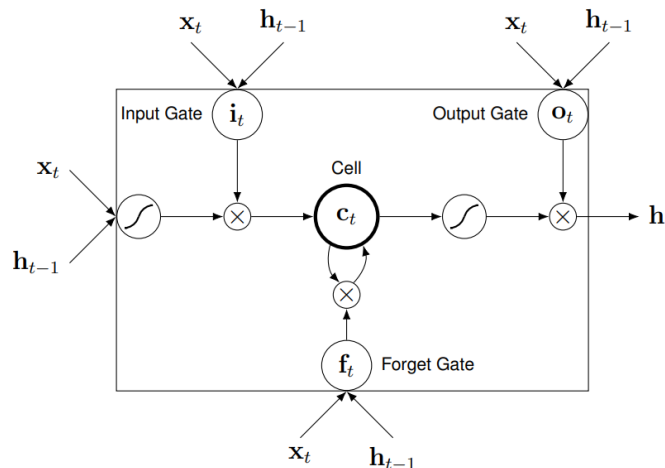 x_t h_{t−1} x_t h_{t−1}
Input Gate i_t Output Gate o_t
Cell
x_t
× c_t × h
h_{t−1}
×
f_t Forget Gate
x_t h_{t−1}